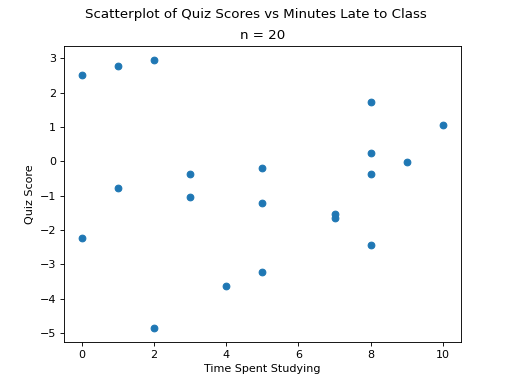 Scatterplot of Quiz Scores vs Minutes Late to Class
n = 20
3
2
1
0
−1
−2
−3
−4
−5
Quiz Score
0 2 4 6 8 10
Time Spent Studying